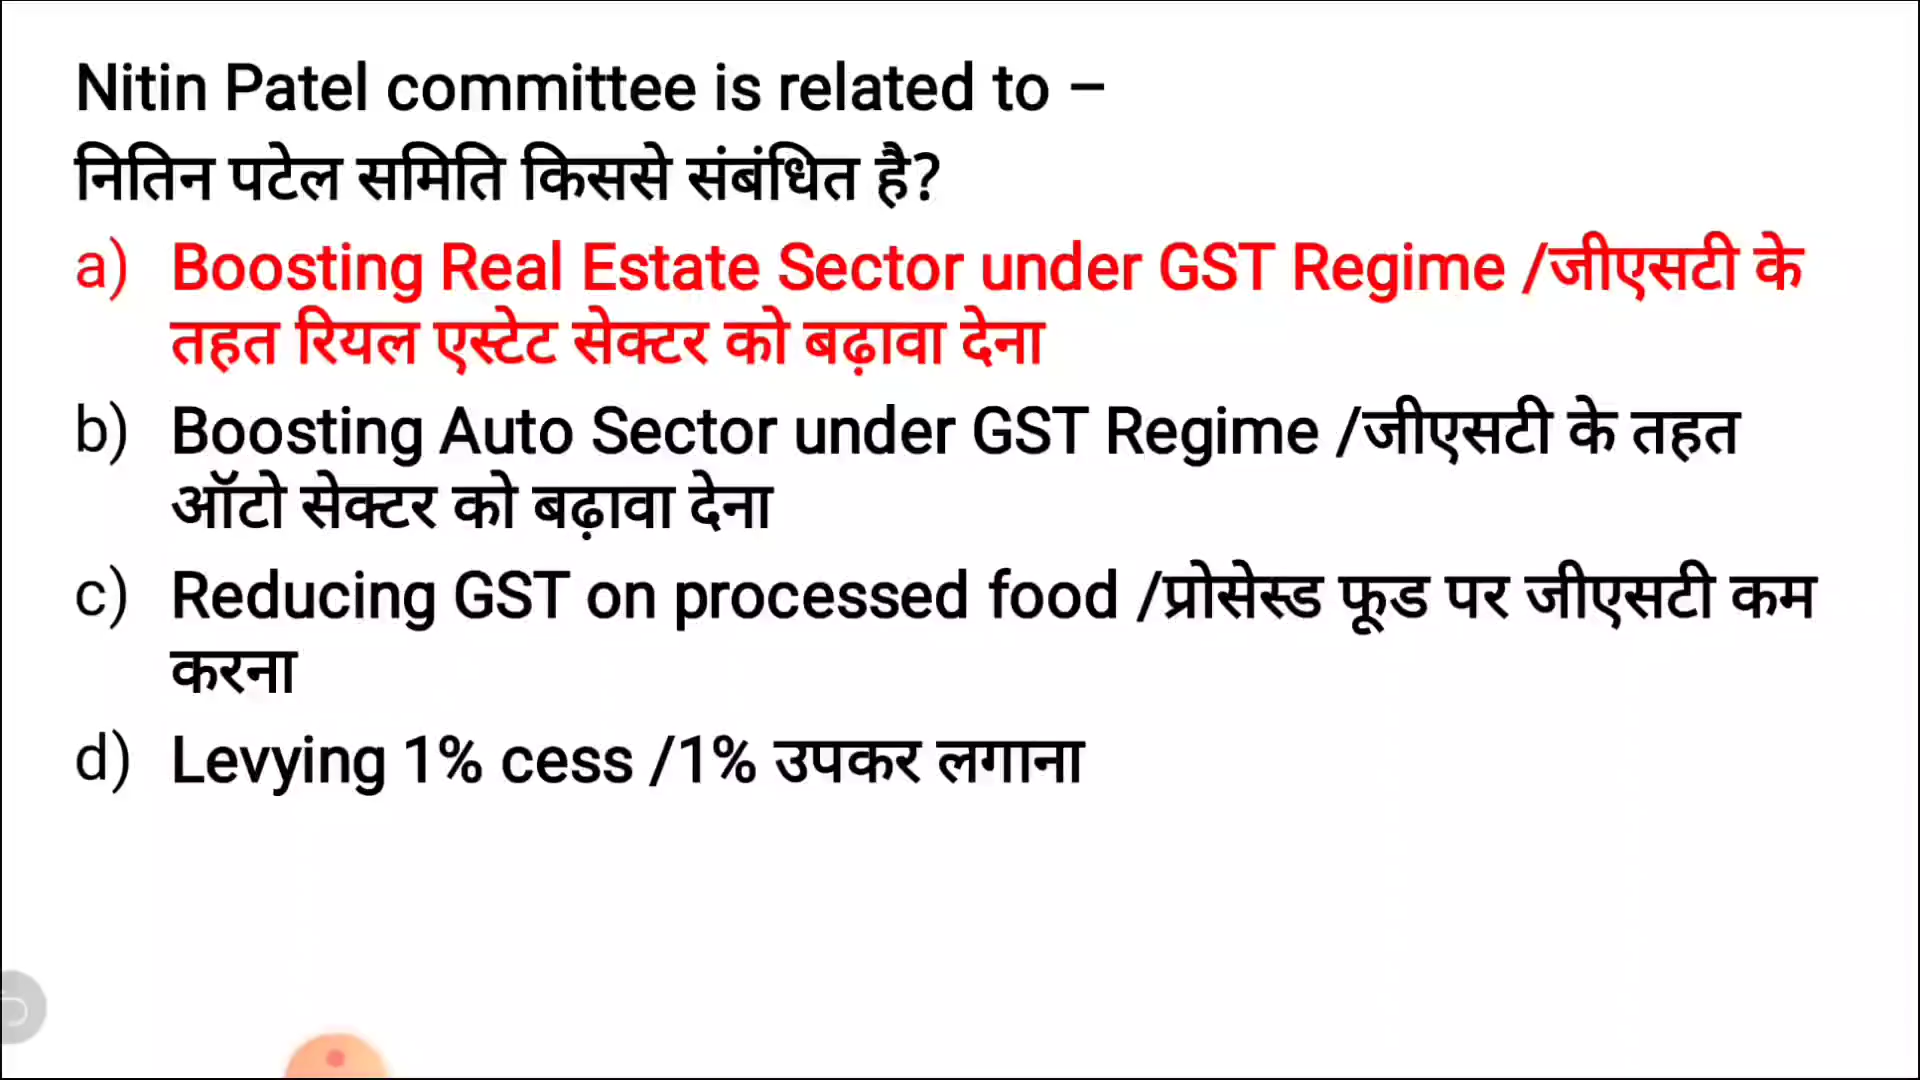 Nitin Patel committee is related to –
नितिन पटेल समिति किससे संबंधित है?
a) Boosting Real Estate Sector under GST Regime /जीएसटी के
तहत रियल एस्टेट सेक्टर को बढ़ावा देना
b) Boosting Auto Sector under GST Regime /जीएसटी के तहत
ऑटो सेक्टर को बढ़ावा देना
c) Reducing GST on processed food /प्रोसेस्ड फूड पर जीएसटी कम
करना
d) Levying 1% cess /1% उपकर लगाना